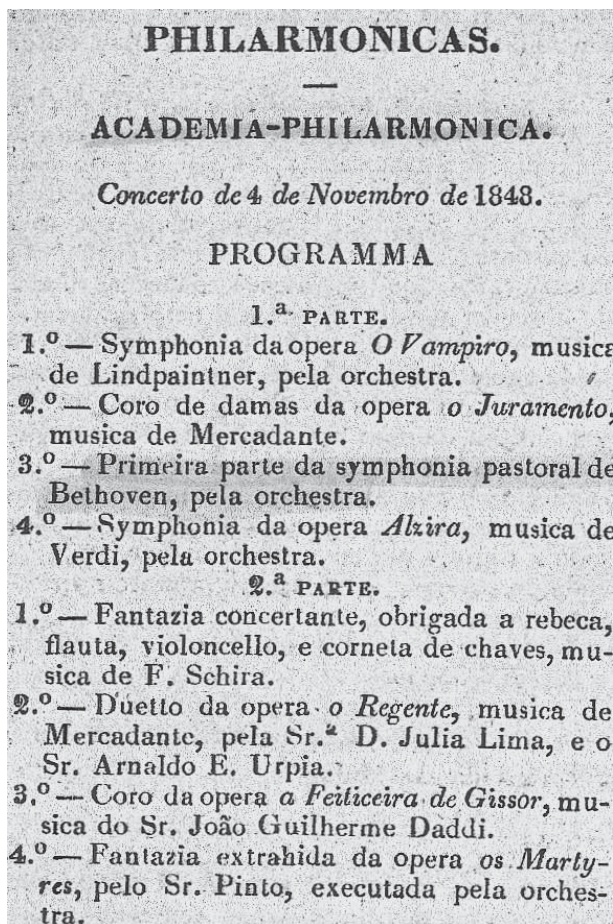 PHILARMONICAS.
ACADEMIA-PHILARMONICA.
Concerto de 4 de Novembro de 1848.
PROGRAMMA
1.ª PARTE.
1.º — Symphonia da opera O Vampiro, musica
de Lindpaintner, pela orchestra.
2.º — Coro de damas da opera o Juramento,
musica de Mercadante.
3.º — Primeira parte da symphonia pastoral de
Bethoven, pela orchestra.
4.º — Symphonia da opera Alzira, musica de
Verdi, pela orchestra.
2.ª PARTE.
1.º — Fantazia concertante, obrigada a rebeca,
flauta, violoncello, e corneta de chaves, mu-
sica de F. Schira.
2.º — Duetto da opera o Regente, musica de
Mercadante, pela Sr.ª D. Julia Lima, e o
Sr. Arnaldo E. Urpia.
3.º — Coro da opera a Feiticeira de Gissor, mu-
sica do Sr. João Guilherme Daddi.
4.º — Fantazia extrahida da opera os Marty-
res, pelo Sr. Pinto, executada pela orches-
tra.